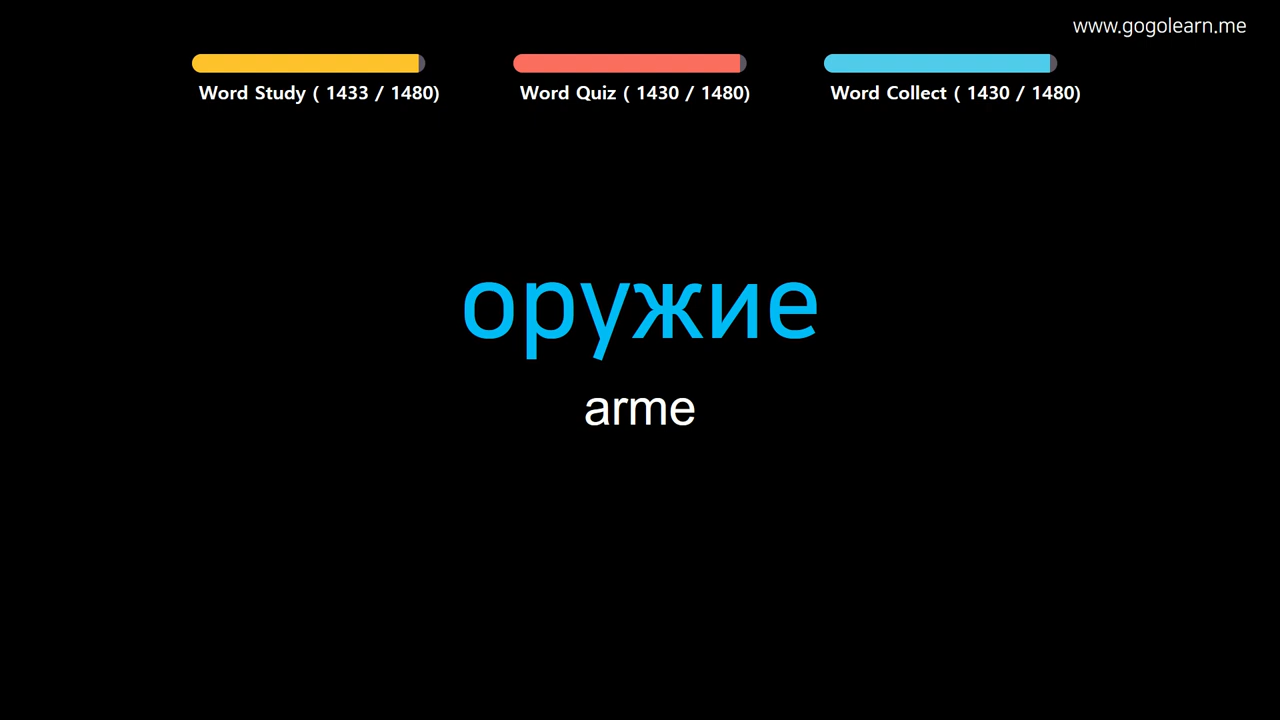 www.gogolearn.me
Word Study ( 1433 / 1480)
Word Quiz ( 1430 / 1480)
Word Collect ( 1430 / 1480)
оружие
arme